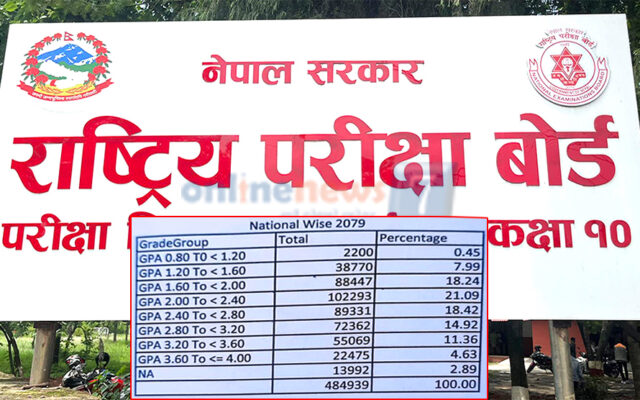 नेपाल सरकार
राष्ट्रिय परीक्षा बोर्ड
onlinenews
परीक्षा कक्षा १०
National Wise 2079
GradeGroup Total Percentage
GPA 0.80 T0 < 1.20 2200 0.45
GPA 1.20 To < 1.60 38770 7.99
GPA 1.60 To < 2.00 88447 18.24
GPA 2.00 To < 2.40 102293 21.09
GPA 2.40 To < 2.80 89331 18.42
GPA 2.80 To < 3.20 72362 14.92
GPA 3.20 To < 3.60 55069 11.36
GPA 3.60 To <= 4.00 22475 4.63
NA 13992 2.89
484939 100.00